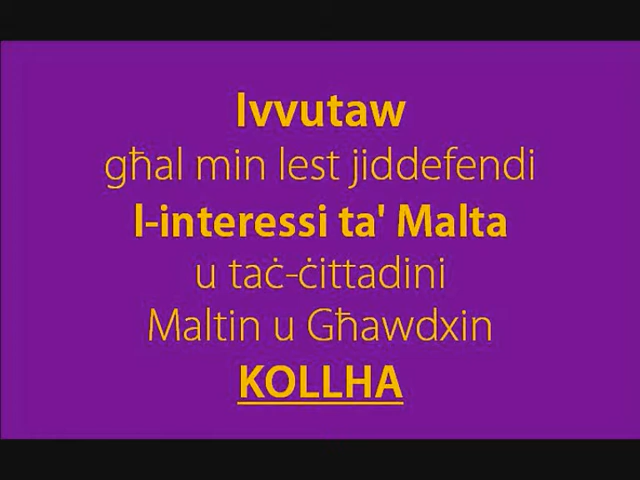 Ivvutaw
għal min lest jiddefendi
l-interessi ta' Malta
u taċ-ċittadini
Maltin u Għawdxin
KOLLHA